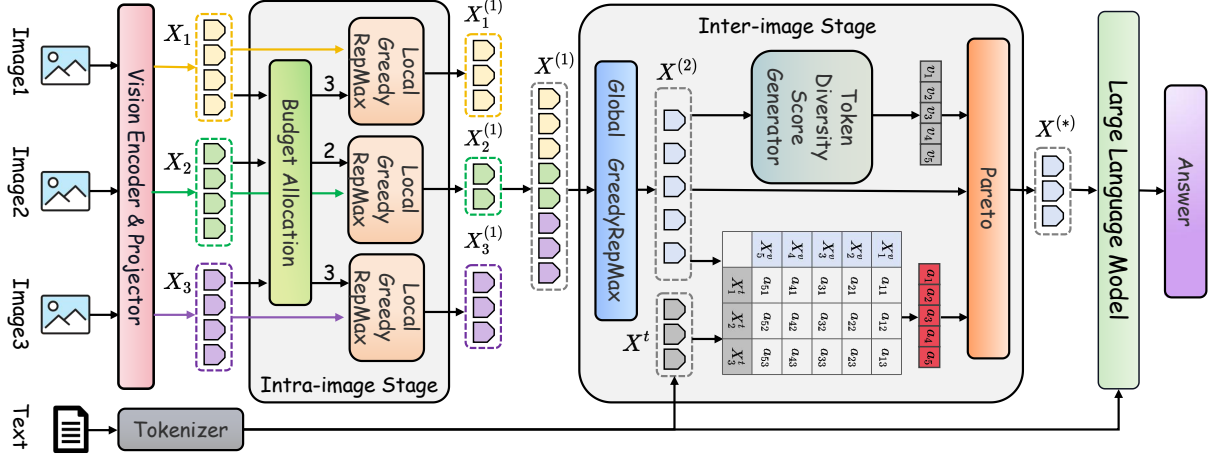 Image1
Image2
Image3
Text
Vision Encoder & Projector
Tokenizer
X₁
X₂
X₃
Budget Allocation
3
2
3
Local
Greedy
RepMax
Local
Greedy
RepMax
Local
Greedy
RepMax
Intra-image Stage
X₁⁽¹⁾
X₂⁽¹⁾
X₃⁽¹⁾
X⁽¹⁾
Inter-image Stage
Global GreedyRepMax
X⁽²⁾
Xᵗ
Token
Diversity
Score
Generator
v₁
v₂
v₃
v₄
v₅
X₅ᵛ X₄ᵛ X₃ᵛ X₂ᵛ X₁ᵛ
X₁ᵗ a₅₁ a₄₁ a₃₁ a₂₁ a₁₁
X₂ᵗ a₅₂ a₄₂ a₃₂ a₂₂ a₁₂
X₃ᵗ a₅₃ a₄₃ a₃₃ a₂₃ a₁₃
a₁
a₂
a₃
a₄
a₅
Pareto
X⁽*⁾
Large Language Model
Answer